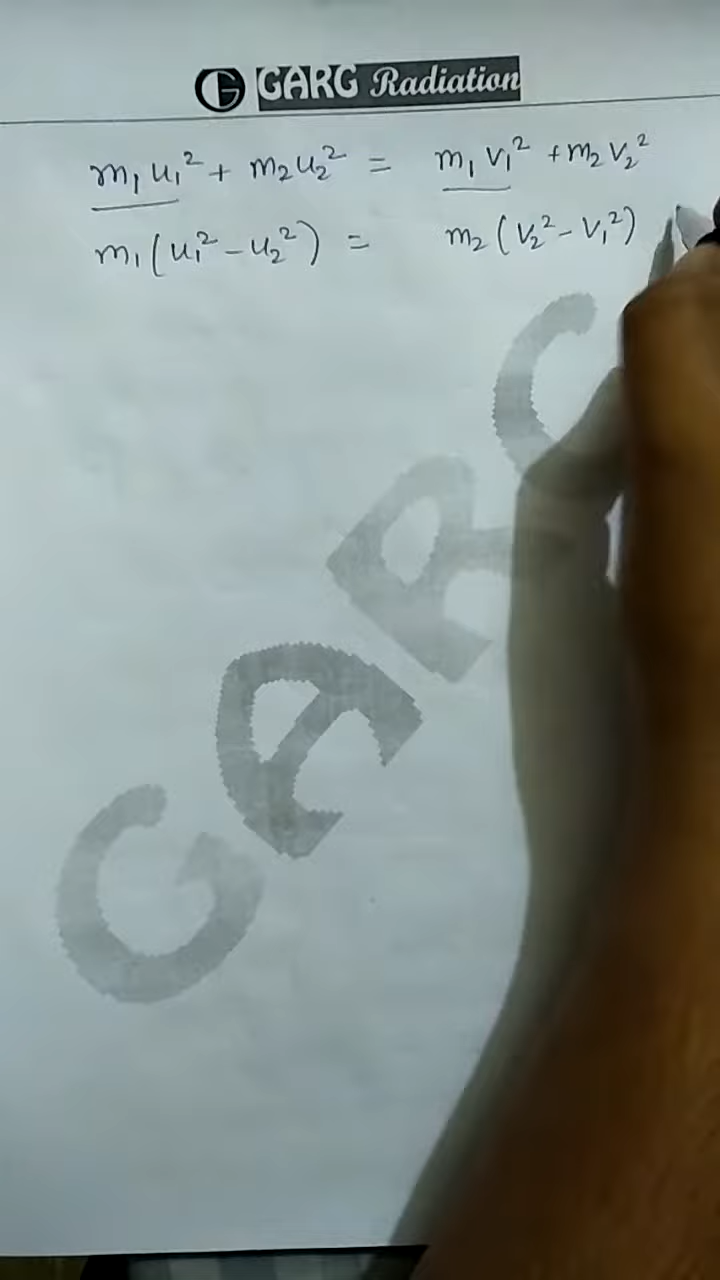 GARG Radiation
m₁u₁² + m₂u₂² = m₁v₁² + m₂v₂²
m₁(u₁² - u₂²) = m₂(v₂² - v₁²)
GARG